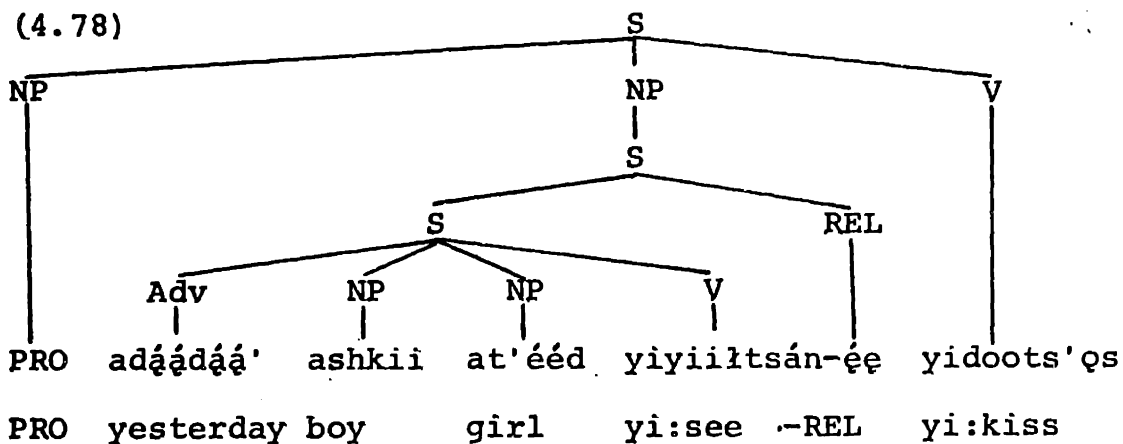 (4.78) S
NP NP V
S
S REL
Adv NP NP V
PRO adą́ą́dą́ą́' ashkii at'ééd yiyiiłtsán-ę́ę yidoots'ǫs
PRO yesterday boy girl yi:see -REL yi:kiss